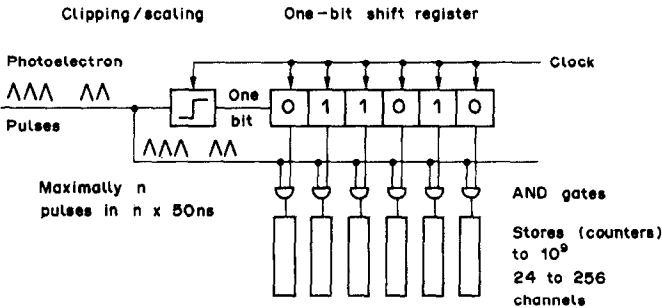 Clipping/scaling
One-bit shift register
Photoelectron
Clock
One
bit
0 1 1 0 1 0
Pulses
Maximally n
pulses in n x 50ns
AND gates
Stores (counters)
to 10⁹
24 to 256
channels